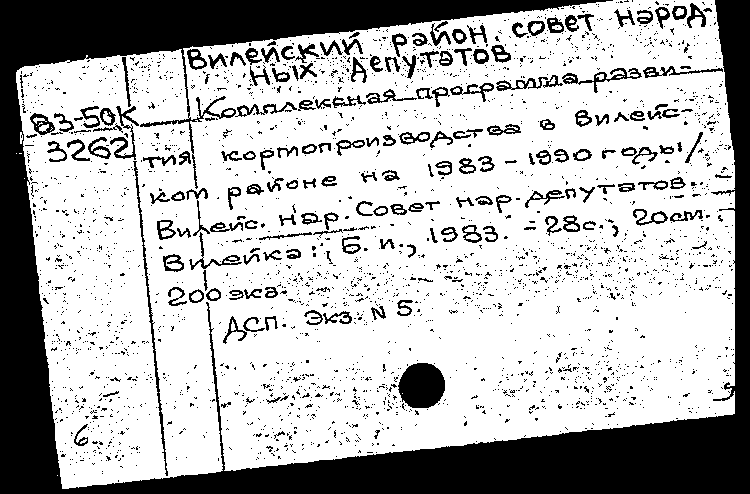 Вилейский район. совет народ-
ных депутатов
83-50К Комплексная программа разви-
3262 тия кормопроизводства в Вилейс-
ком районе на 1983-1990 годы/
Вилейс. нар. Совет нар. депутатов.-
Вилейка: Б. и., 1983. - 28с.; 20см.-
200 экз.
ДСП. Экз. N 5.
6